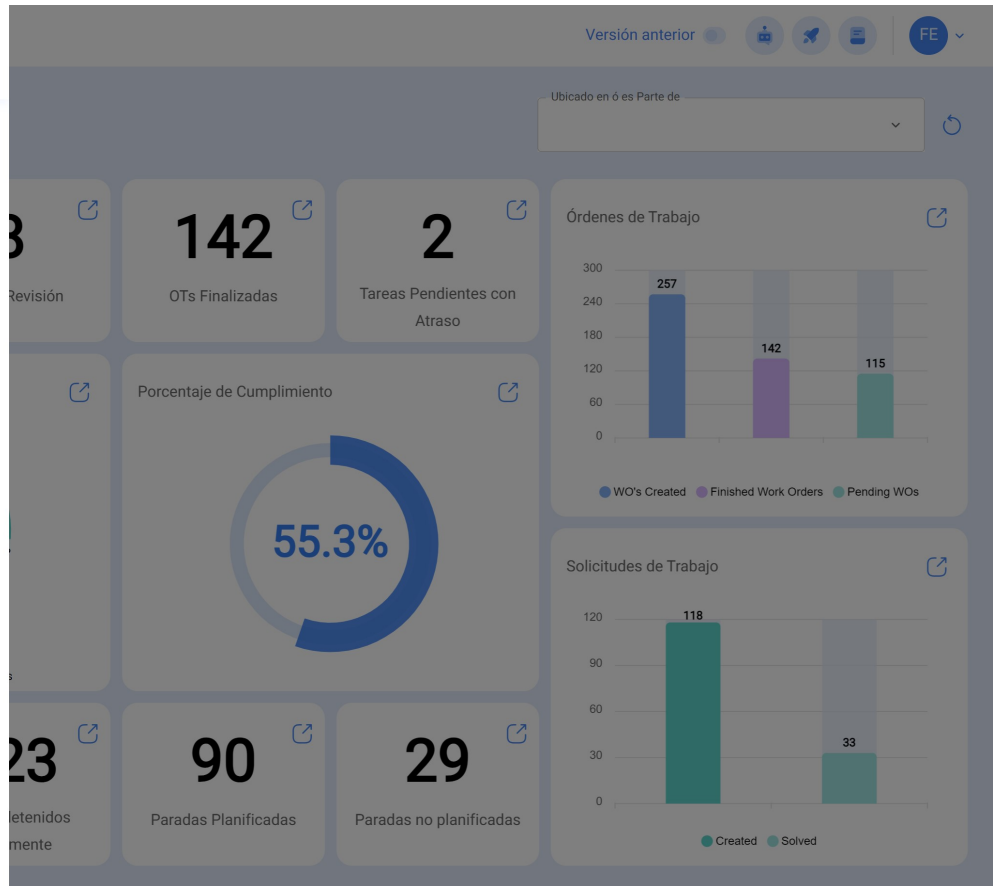 Versión anterior
FE
Ubicado en ó es Parte de
Revisión
142
OTs Finalizadas
2
Tareas Pendientes con
Atraso
Órdenes de Trabajo
300
240
180
120
60
0
257
142
115
WO's Created
Finished Work Orders
Pending WOs
Porcentaje de Cumplimiento
55.3%
Solicitudes de Trabajo
120
90
60
30
0
118
33
Created
Solved
23
etenidos
mente
90
Paradas Planificadas
29
Paradas no planificadas